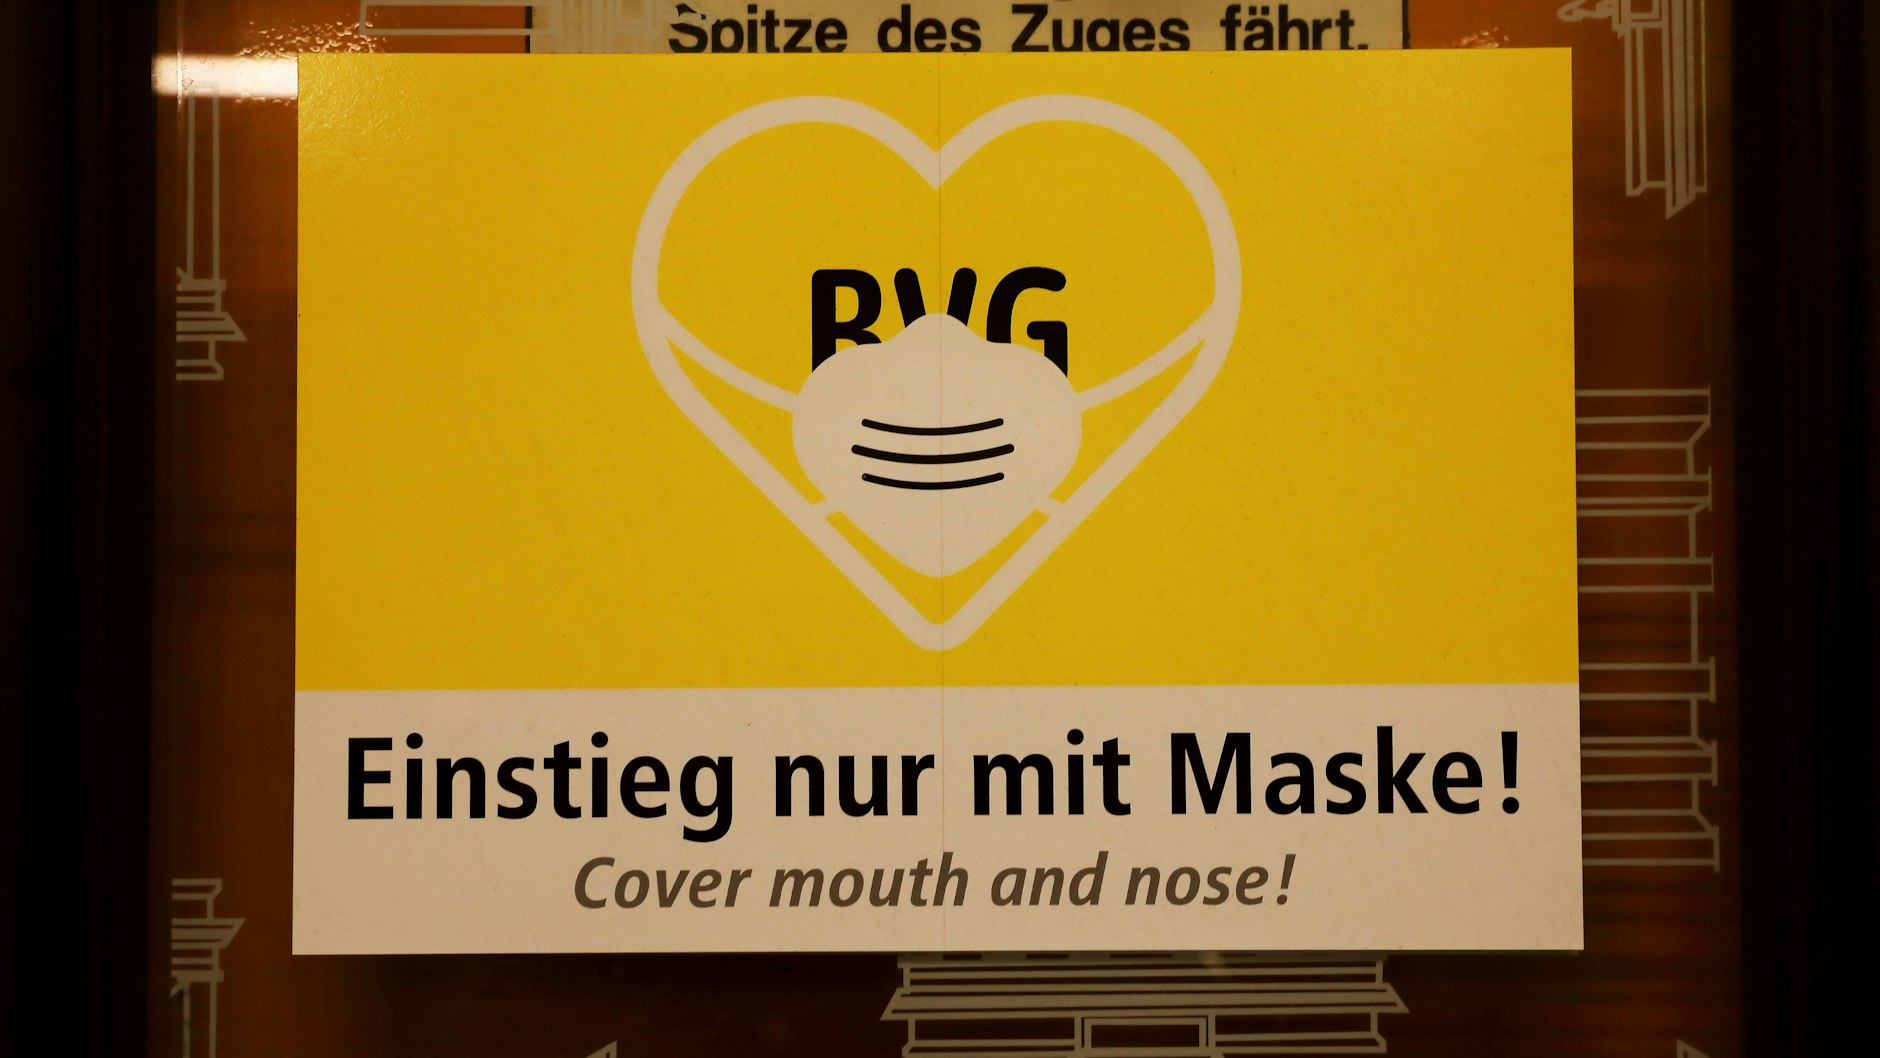 Spitze des Zuges fährt.
BVG
Einstieg nur mit Maske!
Cover mouth and nose!